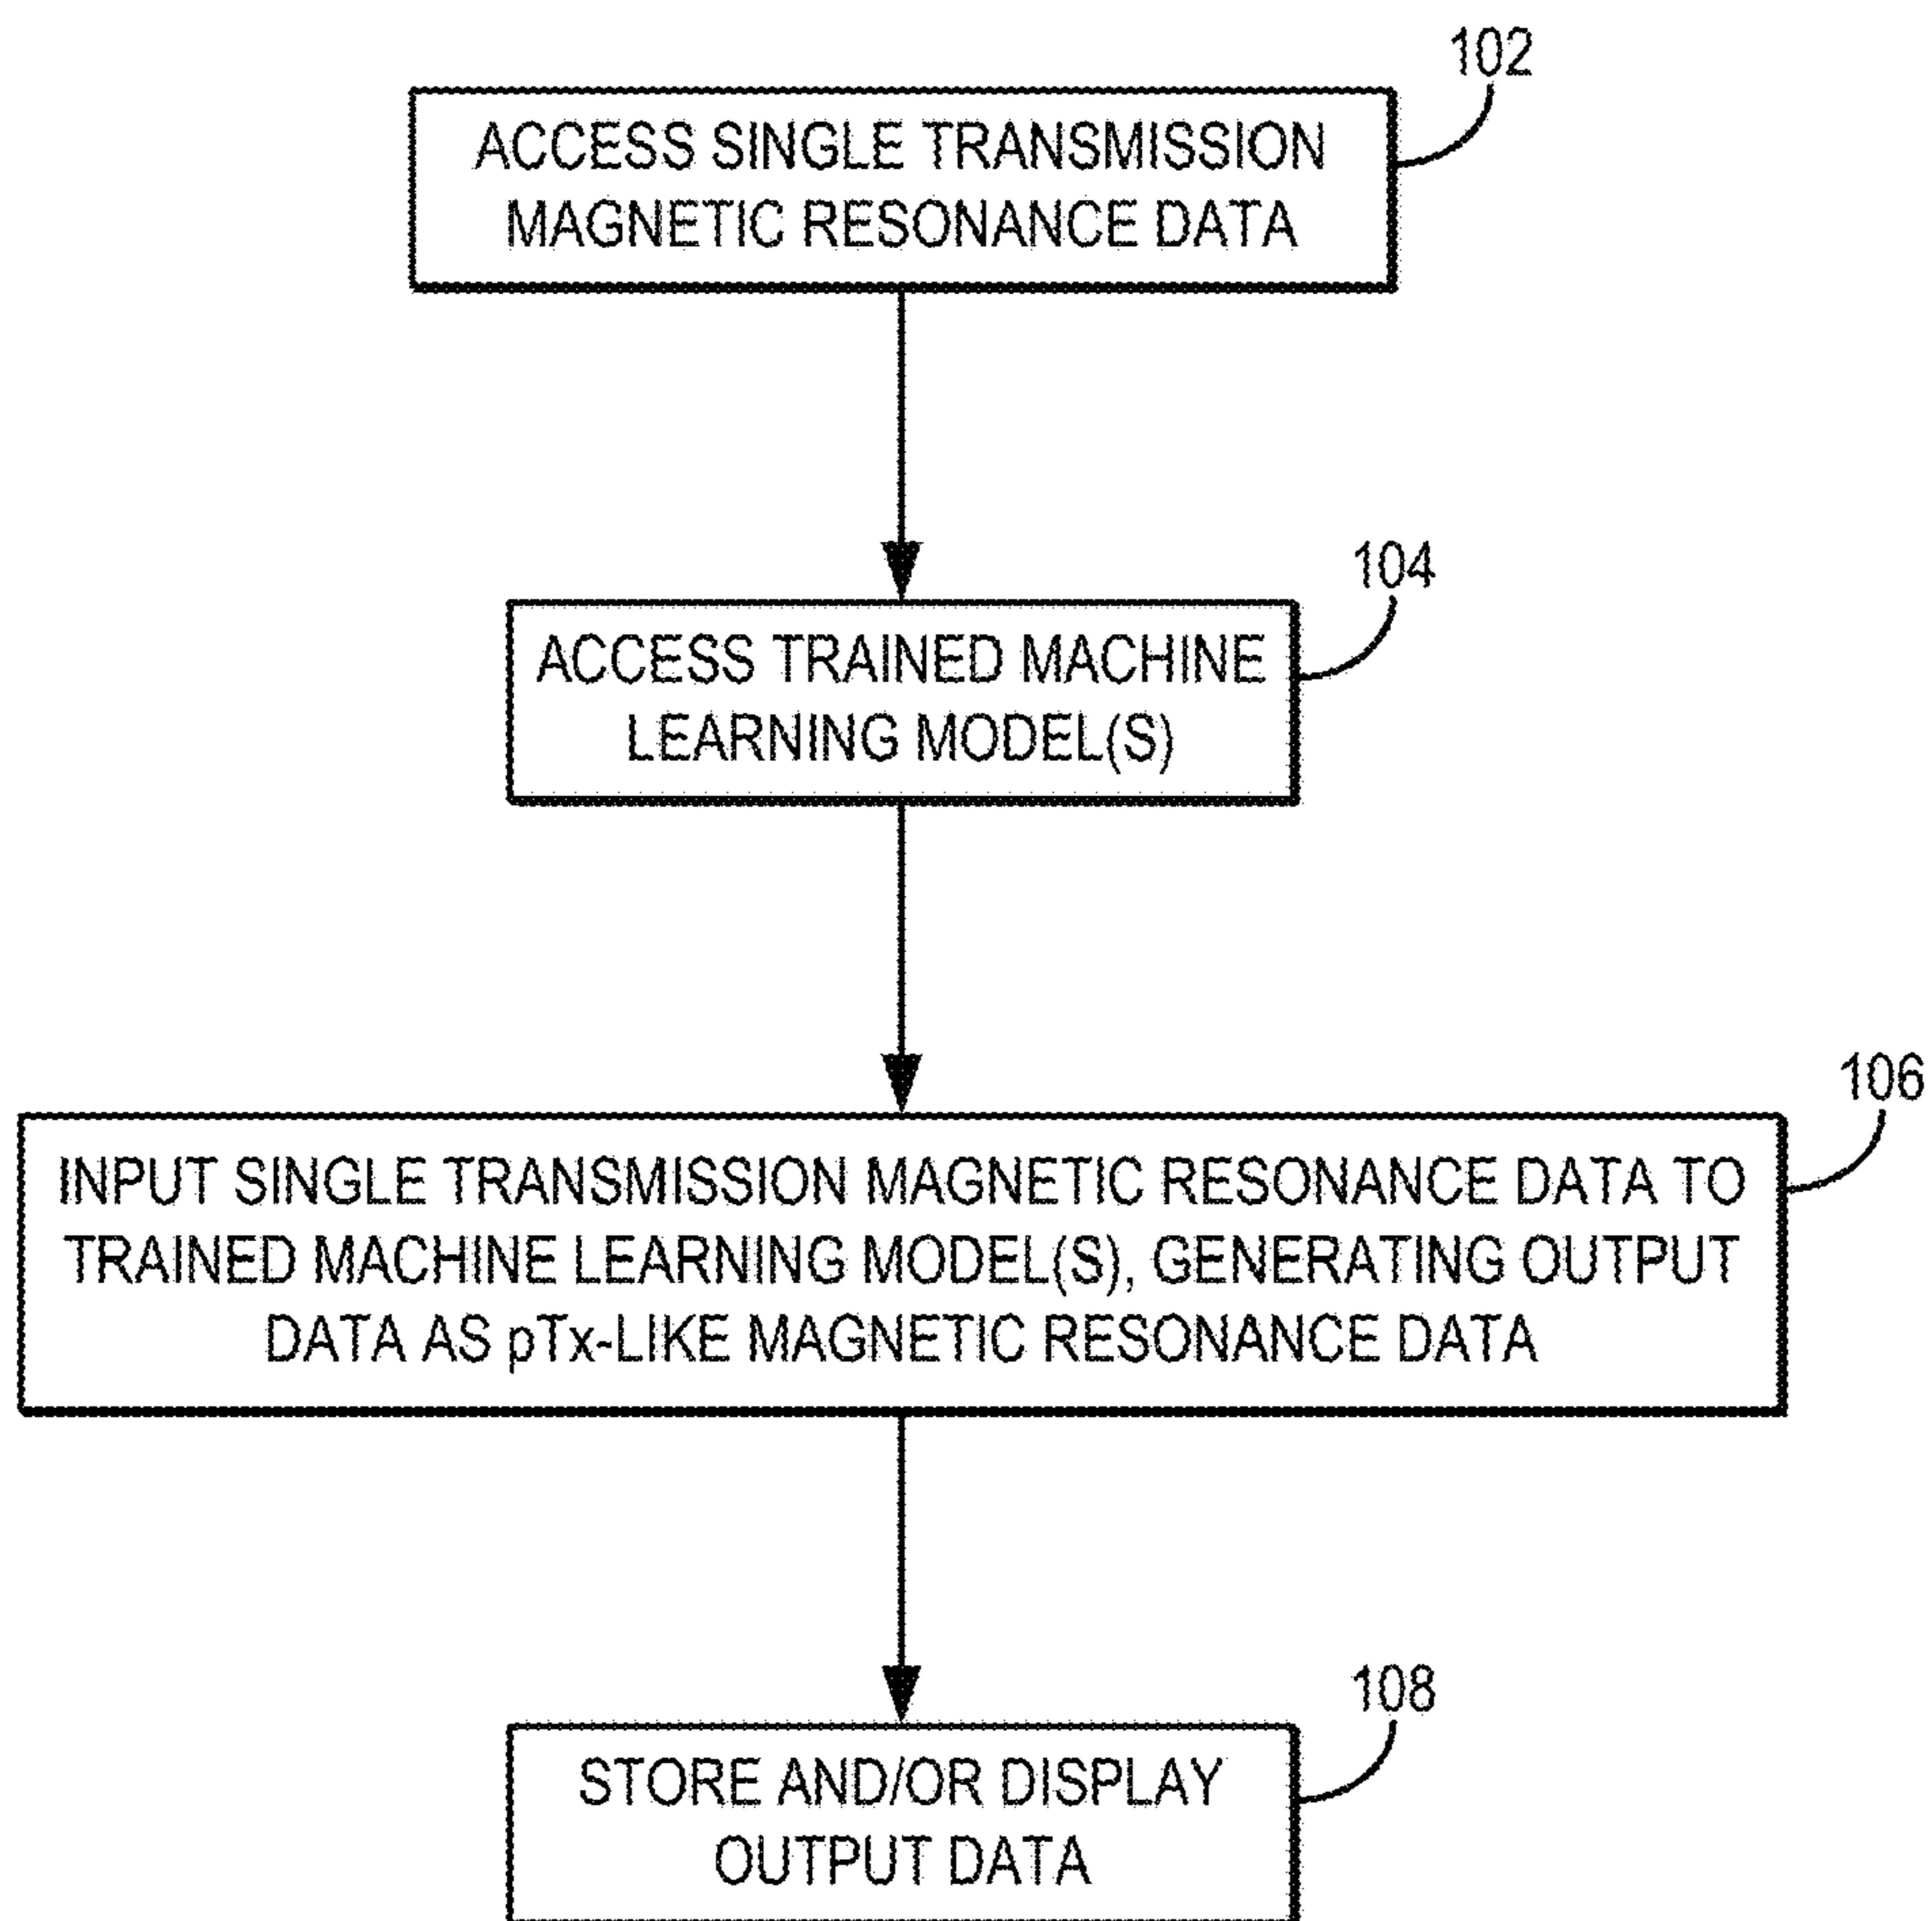 102
ACCESS SINGLE TRANSMISSION
MAGNETIC RESONANCE DATA
104
ACCESS TRAINED MACHINE
LEARNING MODEL(S)
106
INPUT SINGLE TRANSMISSION MAGNETIC RESONANCE DATA TO
TRAINED MACHINE LEARNING MODEL(S), GENERATING OUTPUT
DATA AS pTx-LIKE MAGNETIC RESONANCE DATA
108
STORE AND/OR DISPLAY
OUTPUT DATA